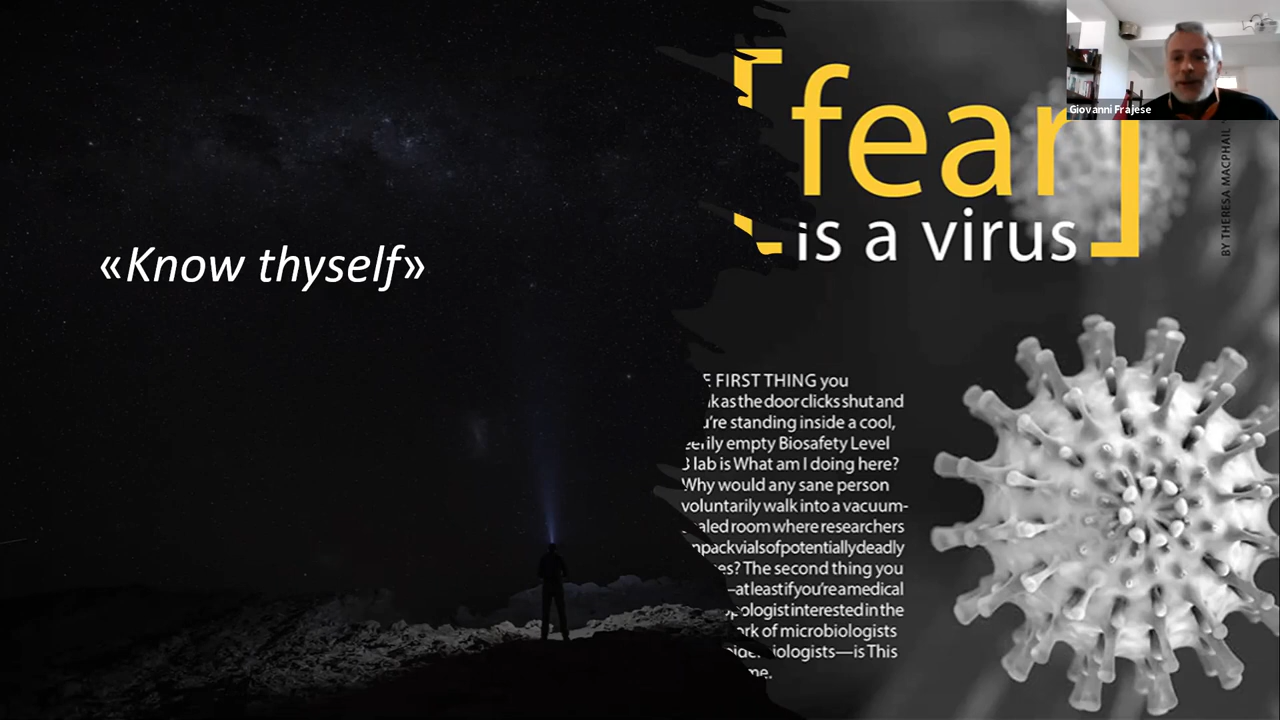 «Know thyself»
fear
is a virus
BY THERESA MACPHAIL
Giovanni Frajese
FIRST THING you
as the door clicks shut and
standing inside a cool,
empty Biosafety Level
lab is What am I doing here?
Why would any sane person
voluntarily walk into a vacuum-
room where researchers
vials of potentially deadly
The second thing you
—at least if you're a medical
interested in the
of microbiologists
—is This